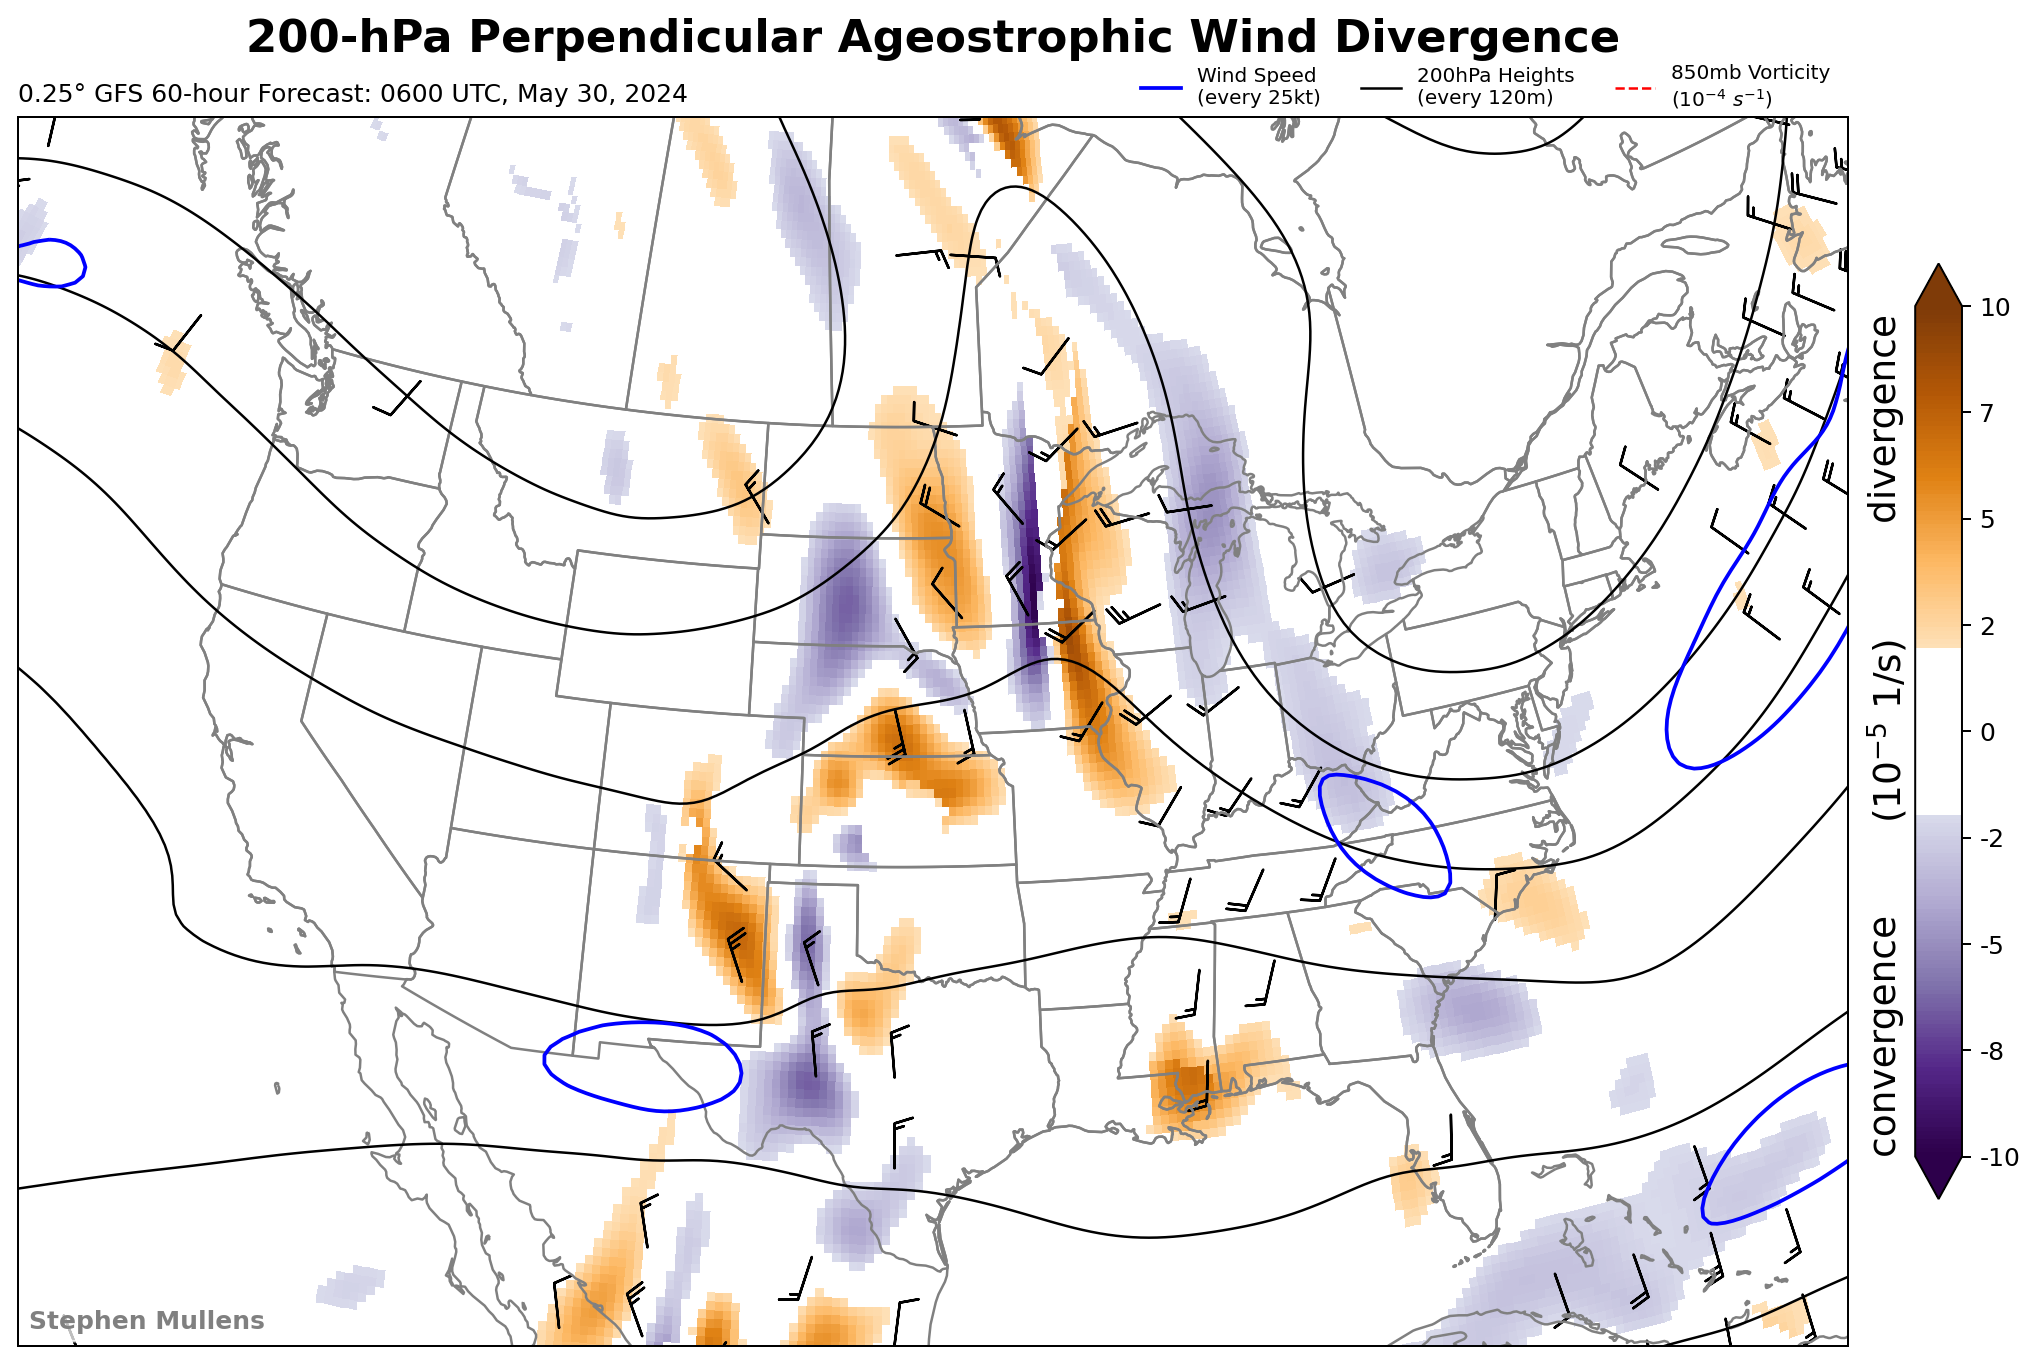 200-hPa Perpendicular Ageostrophic Wind Divergence
0.25° GFS 60-hour Forecast: 0600 UTC, May 30, 2024
Wind Speed
(every 25kt)
200hPa Heights
(every 120m)
850mb Vorticity
(10⁻⁴ s⁻¹)
10
7
5
2
0
-2
-5
-8
-10
convergence (10⁻⁵ 1/s) divergence
Stephen Mullens